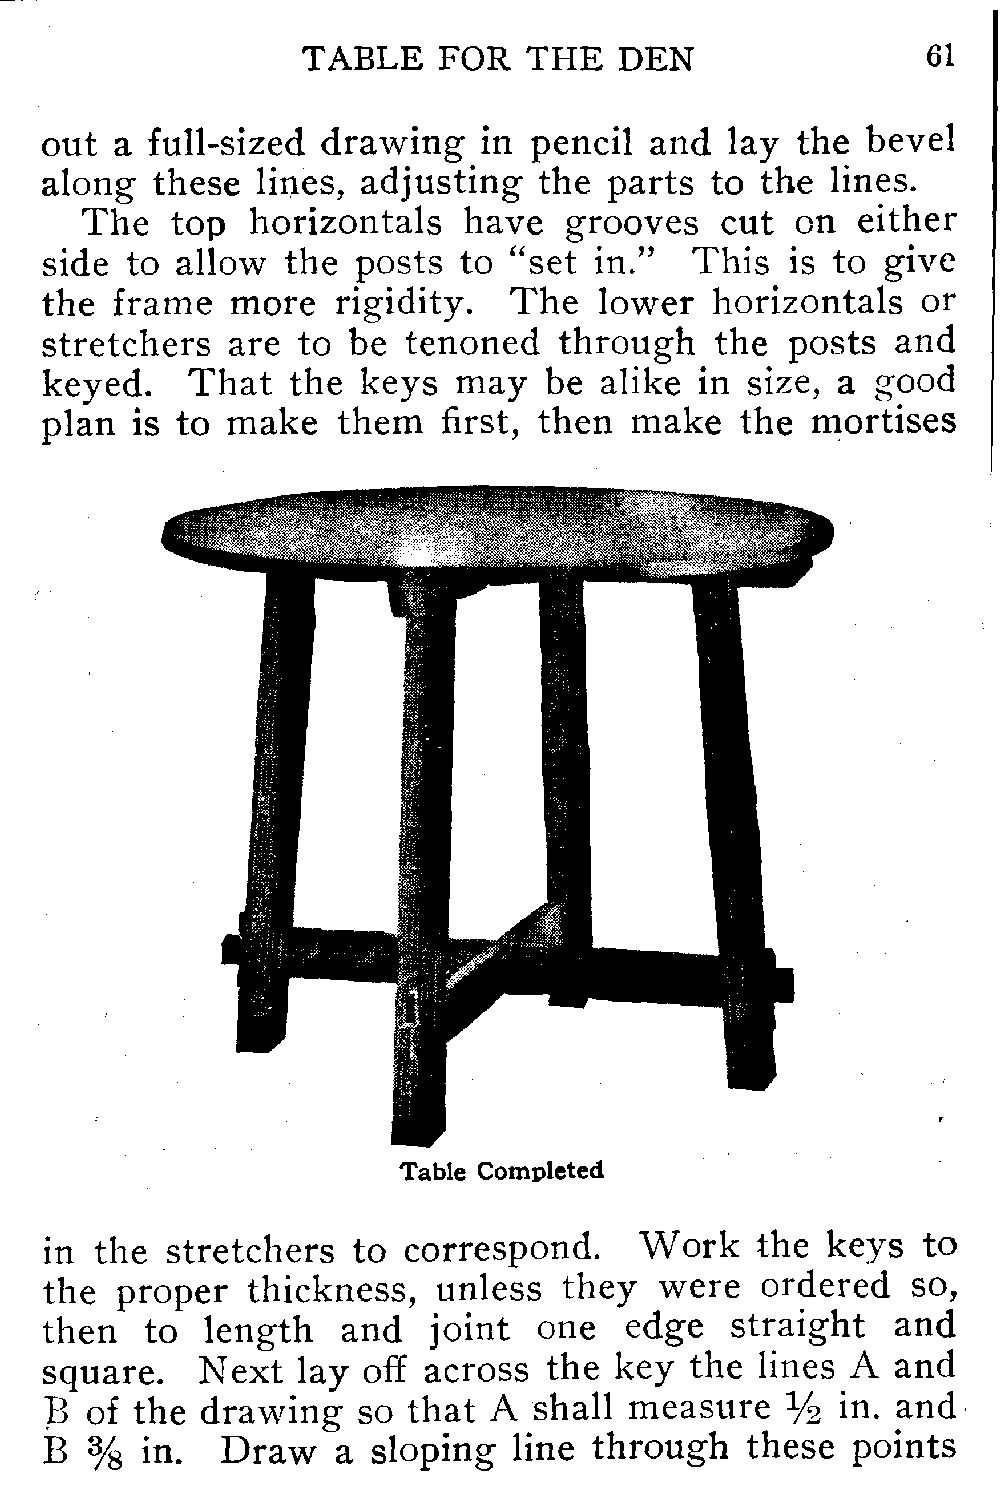 TABLE FOR THE DEN 61
out a full-sized drawing in pencil and lay the bevel
along these lines, adjusting the parts to the lines.
The top horizontals have grooves cut on either
side to allow the posts to “set in.” This is to give
the frame more rigidity. The lower horizontals or
stretchers are to be tenoned through the posts and
keyed. That the keys may be alike in size, a good
plan is to make them first, then make the mortises
Table Completed
in the stretchers to correspond. Work the keys to
the proper thickness, unless they were ordered so,
then to length and joint one edge straight and
square. Next lay off across the key the lines A and
B of the drawing so that A shall measure ½ in. and
B ⅜ in. Draw a sloping line through these points